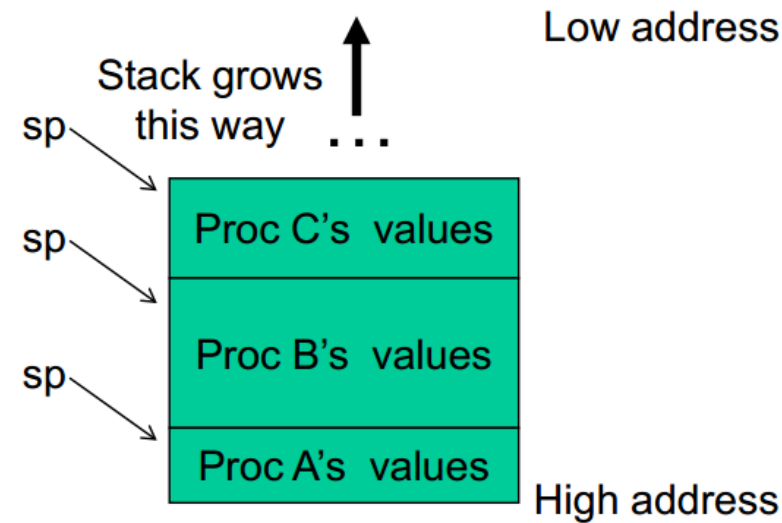 Low address
Stack grows
this way
...
sp
Proc C's values
sp
Proc B's values
sp
Proc A's values
High address